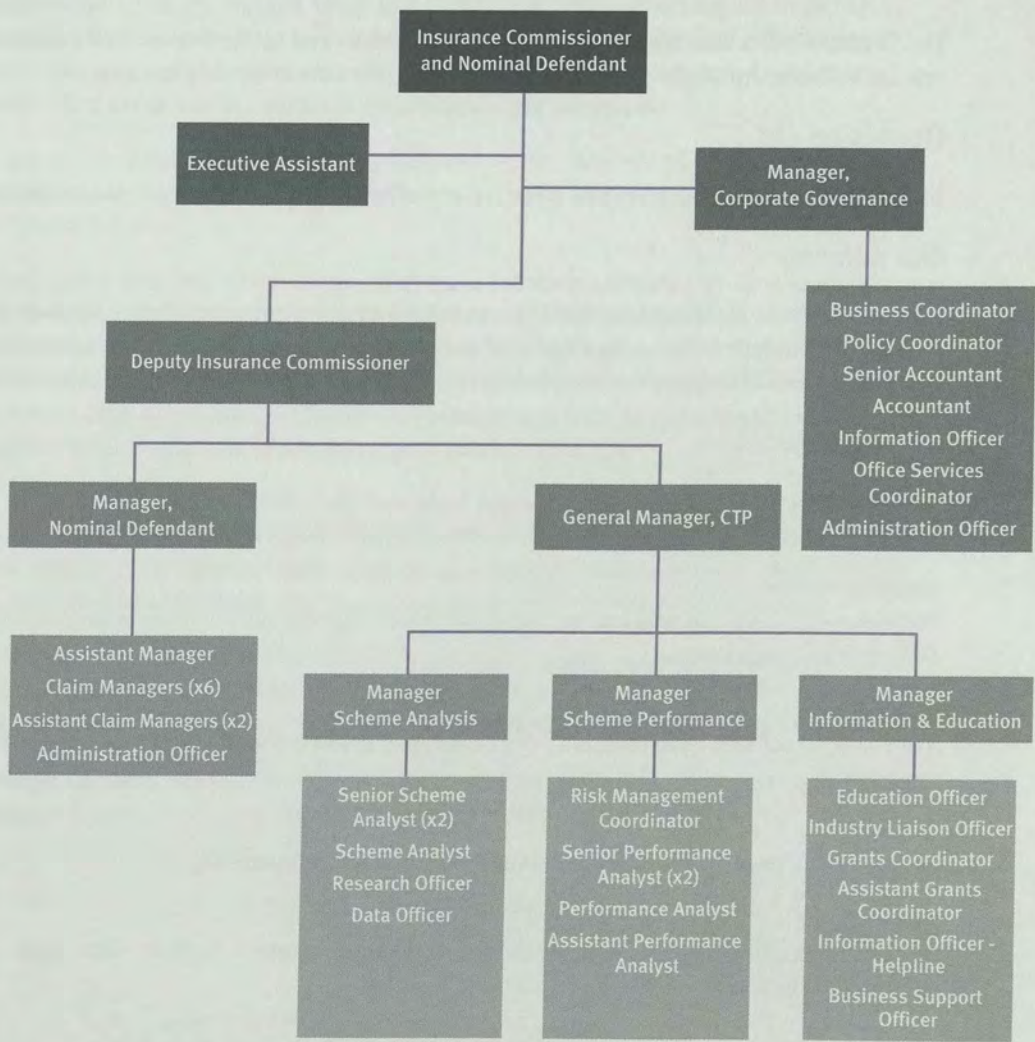 Insurance Commissioner
and Nominal Defendant
Executive Assistant
Manager,
Corporate Governance
Business Coordinator
Policy Coordinator
Senior Accountant
Accountant
Information Officer
Office Services
Coordinator
Administration Officer
Deputy Insurance Commissioner
Manager,
Nominal Defendant
General Manager, CTP
Assistant Manager
Claim Managers (x6)
Assistant Claim Managers (x2)
Administration Officer
Manager
Scheme Analysis
Manager
Scheme Performance
Manager
Information & Education
Senior Scheme
Analyst (x2)
Scheme Analyst
Research Officer
Data Officer
Risk Management
Coordinator
Senior Performance
Analyst (x2)
Performance Analyst
Assistant Performance
Analyst
Education Officer
Industry Liaison Officer
Grants Coordinator
Assistant Grants
Coordinator
Information Officer -
Helpline
Business Support
Officer